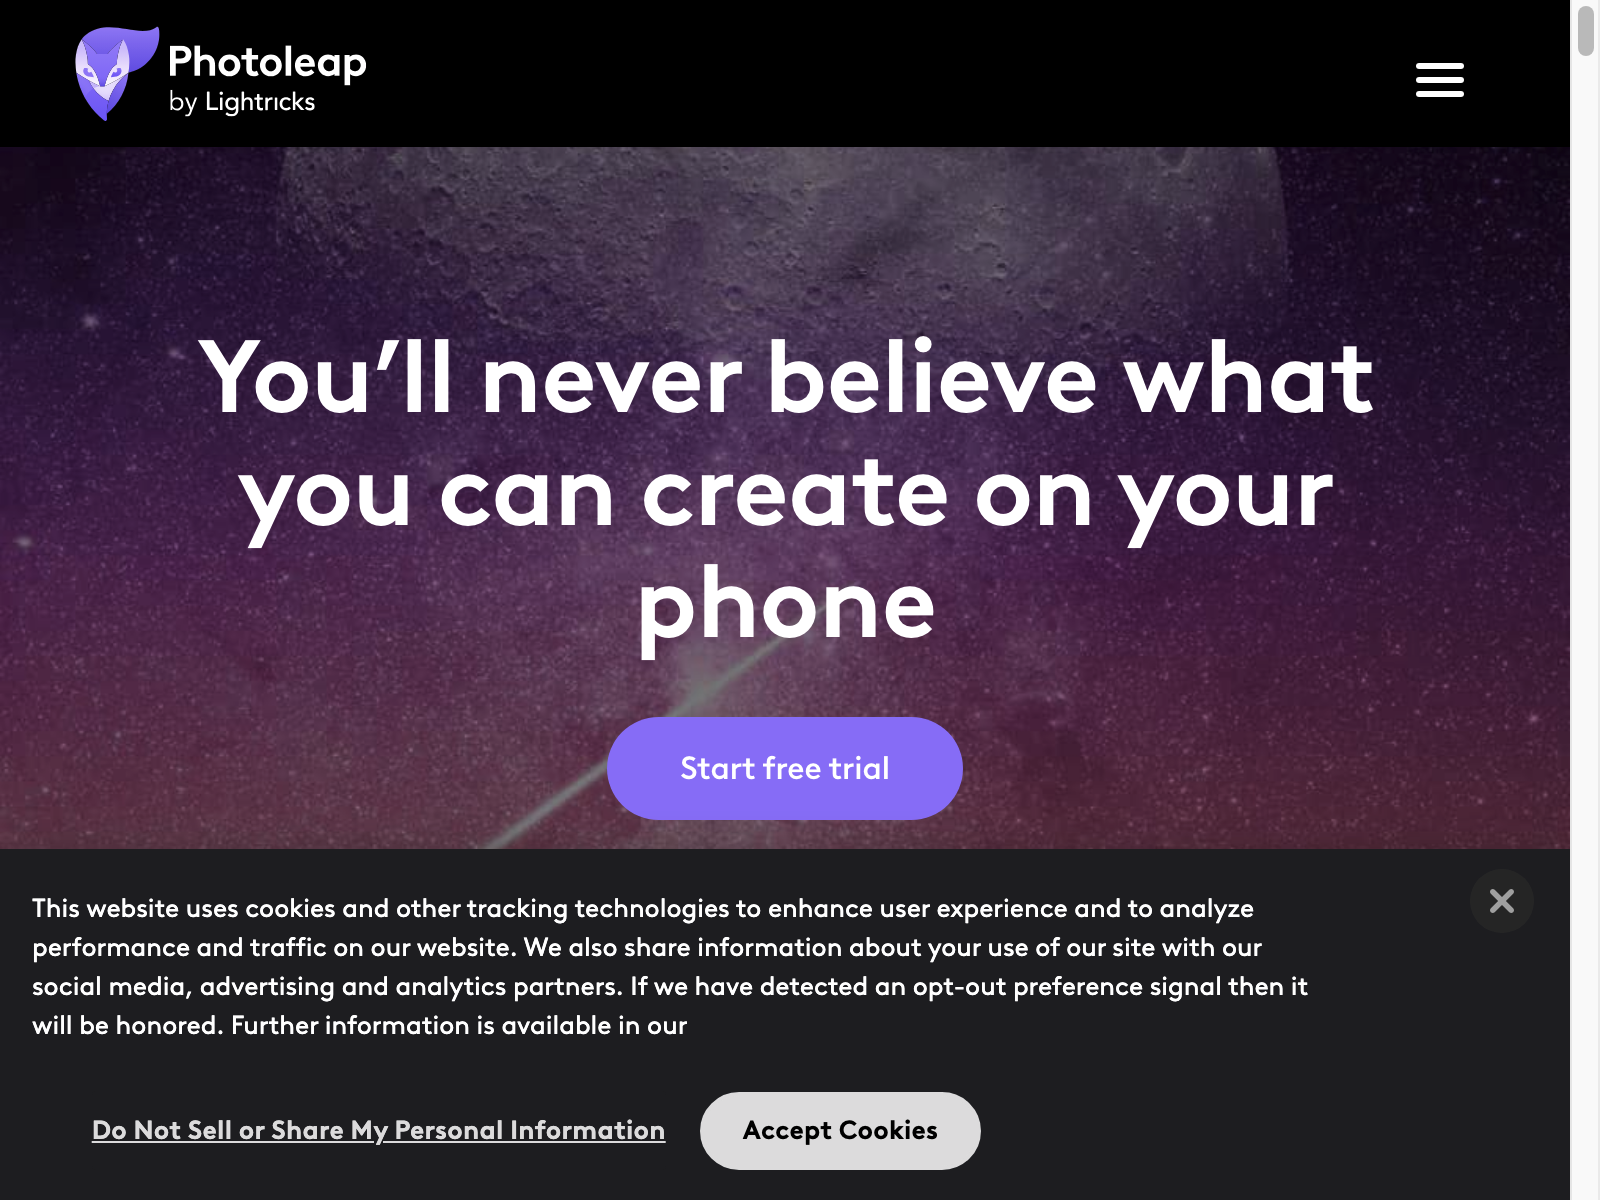 Photoleap
by Lightricks
You’ll never believe what
you can create on your
phone
Start free trial
This website uses cookies and other tracking technologies to enhance user experience and to analyze
performance and traffic on our website. We also share information about your use of our site with our
social media, advertising and analytics partners. If we have detected an opt-out preference signal then it
will be honored. Further information is available in our
Do Not Sell or Share My Personal Information
Accept Cookies